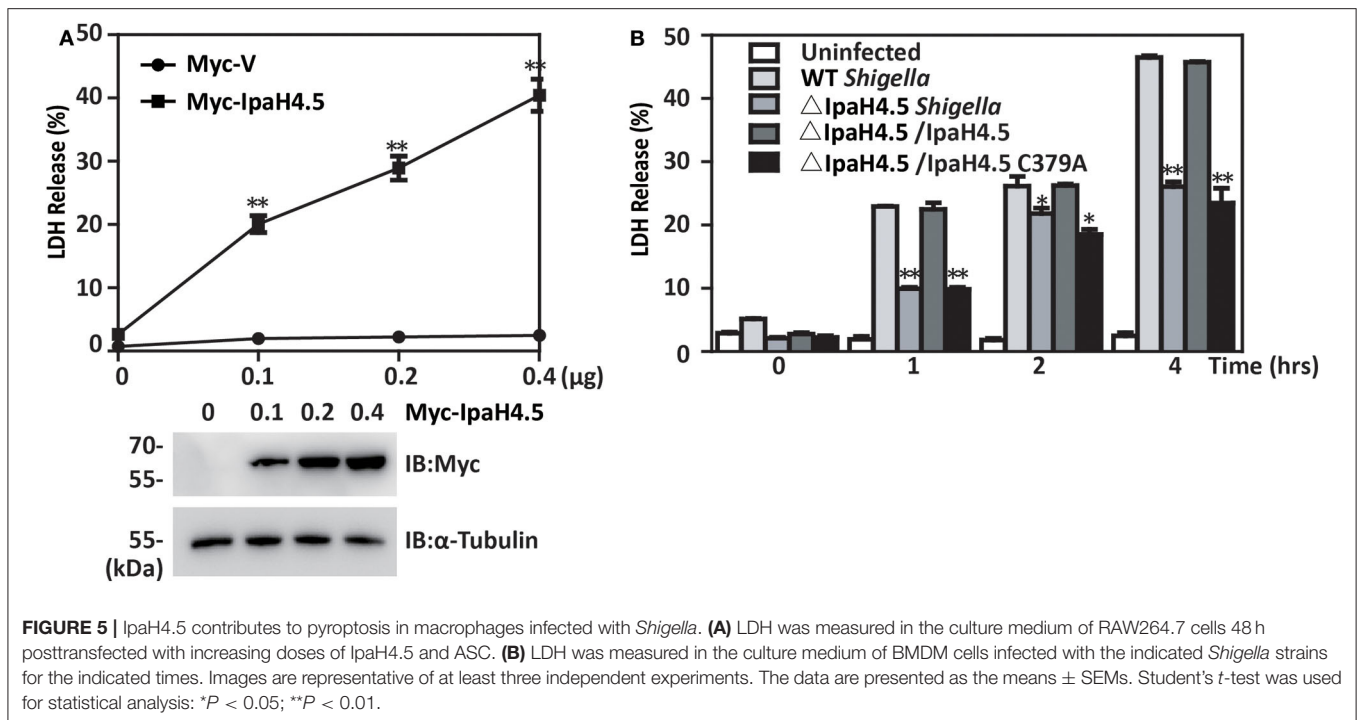 A
B
50
40
30
20
10
0
LDH Release (%)
Myc-V
Myc-IpaH4.5
**
**
**
0 0.1 0.2 0.4 (μg)
0 0.1 0.2 0.4 Myc-IpaH4.5
70-
55-
IB:Myc
55-
(kDa)
IB:α-Tubulin
50
40
30
20
10
0
LDH Release (%)
Uninfected
WT Shigella
△IpaH4.5 Shigella
△IpaH4.5 /IpaH4.5
△IpaH4.5 /IpaH4.5 C379A
** **
* *
** **
0 1 2 4 Time (hrs)
FIGURE 5 | IpaH4.5 contributes to pyroptosis in macrophages infected with Shigella. (A) LDH was measured in the culture medium of RAW264.7 cells 48 h
posttransfected with increasing doses of IpaH4.5 and ASC. (B) LDH was measured in the culture medium of BMDM cells infected with the indicated Shigella strains
for the indicated times. Images are representative of at least three independent experiments. The data are presented as the means ± SEMs. Student's t-test was used
for statistical analysis: *P < 0.05; **P < 0.01.